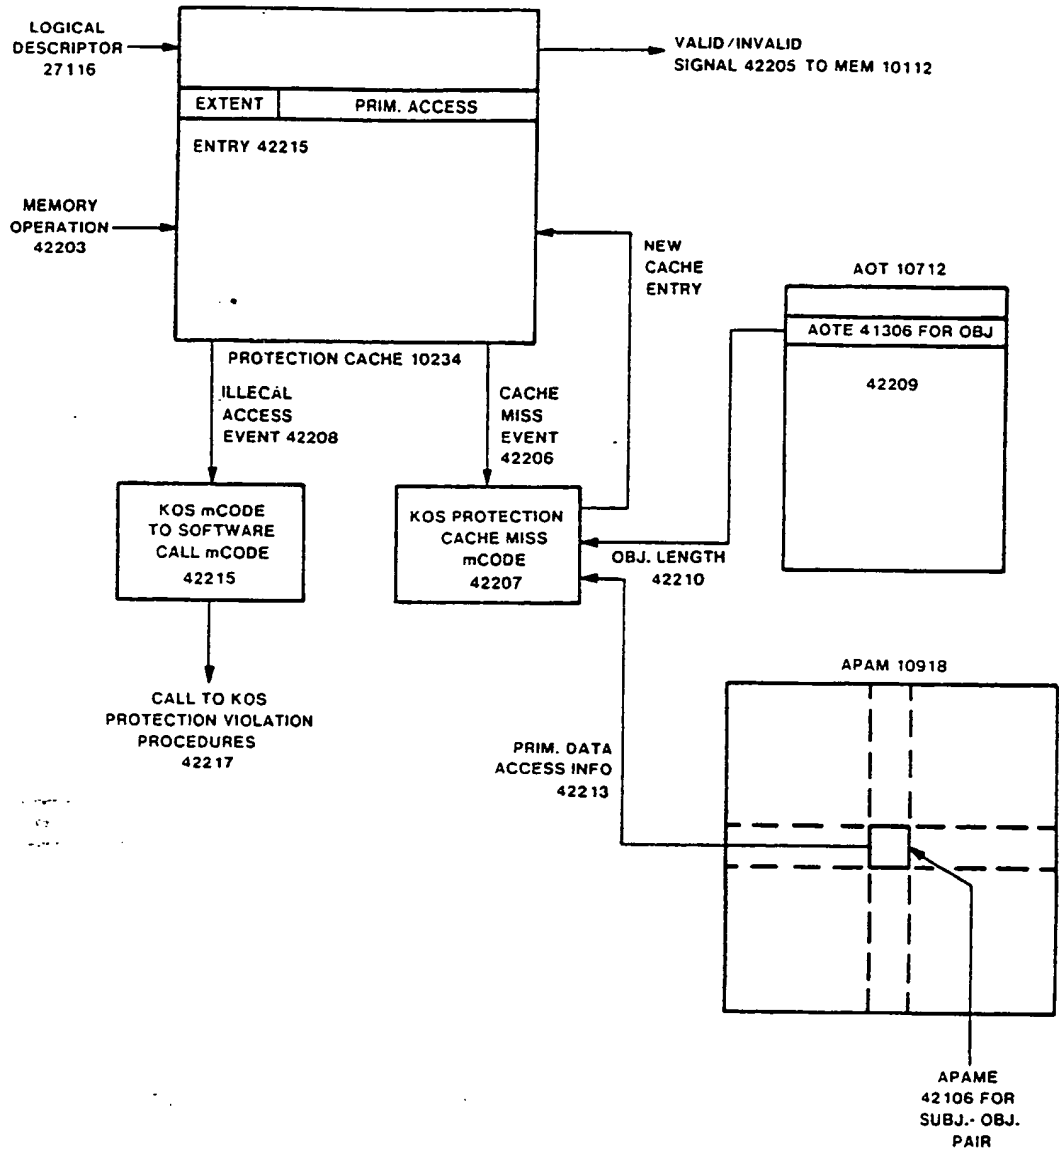 LOGICAL
DESCRIPTOR
27116
VALID/INVALID
SIGNAL 42205 TO MEM 10112
EXTENT
PRIM. ACCESS
ENTRY 42215
MEMORY
OPERATION
42203
NEW
CACHE
ENTRY
AOT 10712
AOTE 41306 FOR OBJ
42209
PROTECTION CACHE 10234
ILLECAL
ACCESS
EVENT 42208
CACHE
MISS
EVENT
42206
KOS mCODE
TO SOFTWARE
CALL mCODE
42215
KOS PROTECTION
CACHE MISS
mCODE
42207
OBJ. LENGTH
42210
CALL TO KOS
PROTECTION VIOLATION
PROCEDURES
42217
APAM 10918
PRIM. DATA
ACCESS INFO
42213
APAME
42106 FOR
SUBJ.- OBJ.
PAIR